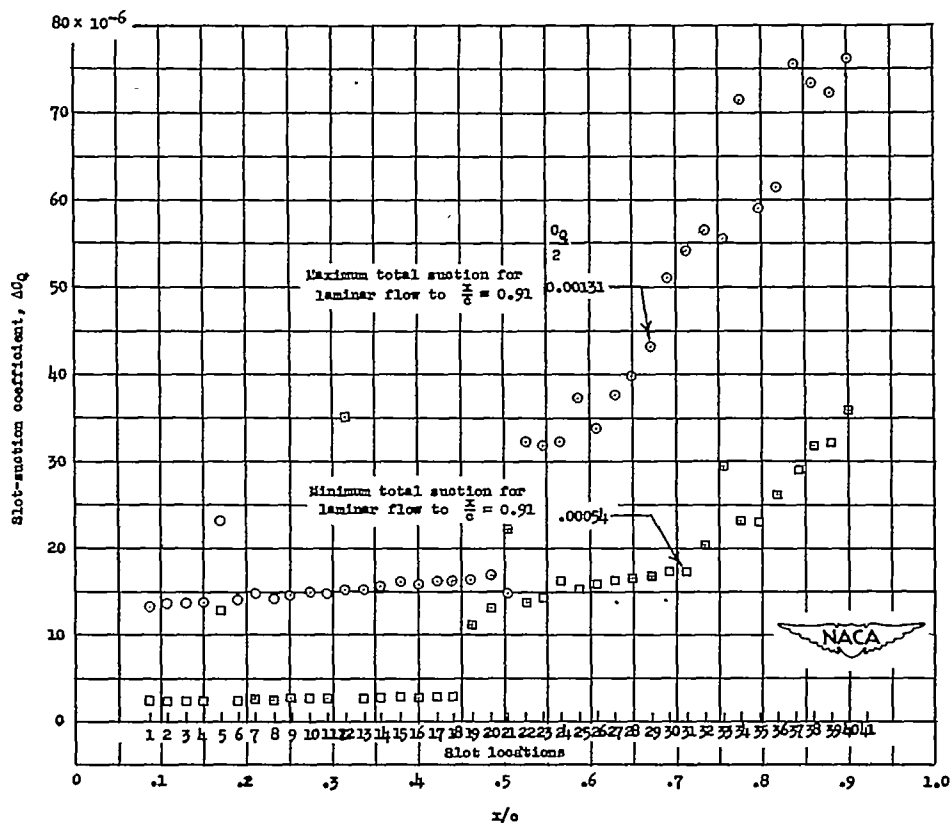 80 × 10⁻⁶
70
60
50
40
30
20
10
0
Slot-suction coefficient, ΔC_Q
C_Q
2
Maximum total suction for
laminar flow to x/c = 0.91
0.00131
Minimum total suction for
laminar flow to x/c = 0.91
.00054
NACA
1 2 3 4 5 6 7 8 9 10 11 12 13 14 15 16 17 18 19 20 21 22 23 24 25 26 27 28 29 30 31 32 33 34 35 36 37 38 39 40 41
Slot locations
0 .1 .2 .3 .4 .5 .6 .7 .8 .9 1.0
x/c